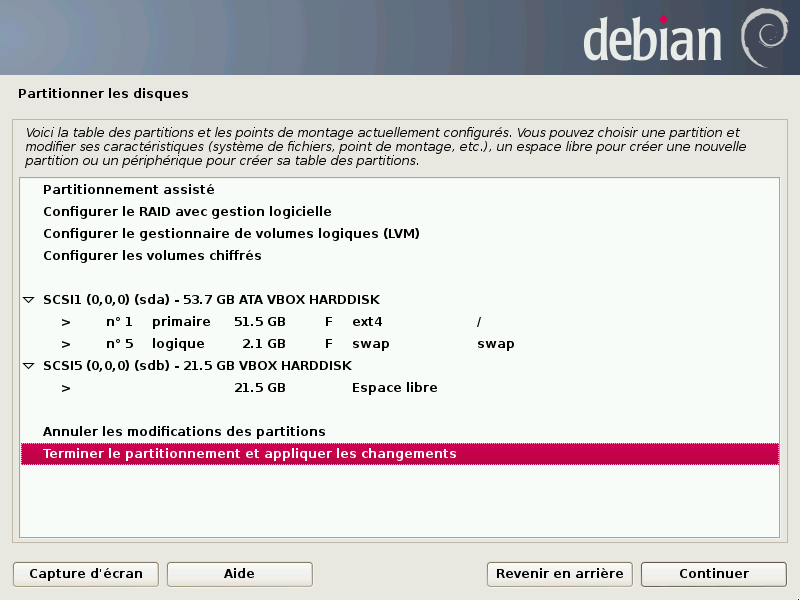 debian
Partitionner les disques
Voici la table des partitions et les points de montage actuellement configurés. Vous pouvez choisir une partition et
modifier ses caractéristiques (système de fichiers, point de montage, etc.), un espace libre pour créer une nouvelle
partition ou un périphérique pour créer sa table des partitions.
Partitionnement assisté
Configurer le RAID avec gestion logicielle
Configurer le gestionnaire de volumes logiques (LVM)
Configurer les volumes chiffrés
SCSI1 (0,0,0) (sda) - 53.7 GB ATA VBOX HARDDISK
> n° 1 primaire 51.5 GB F ext4 /
> n° 5 logique 2.1 GB F swap swap
SCSI5 (0,0,0) (sdb) - 21.5 GB VBOX HARDDISK
> 21.5 GB Espace libre
Annuler les modifications des partitions
Terminer le partitionnement et appliquer les changements
Capture d'écran Aide Revenir en arrière Continuer